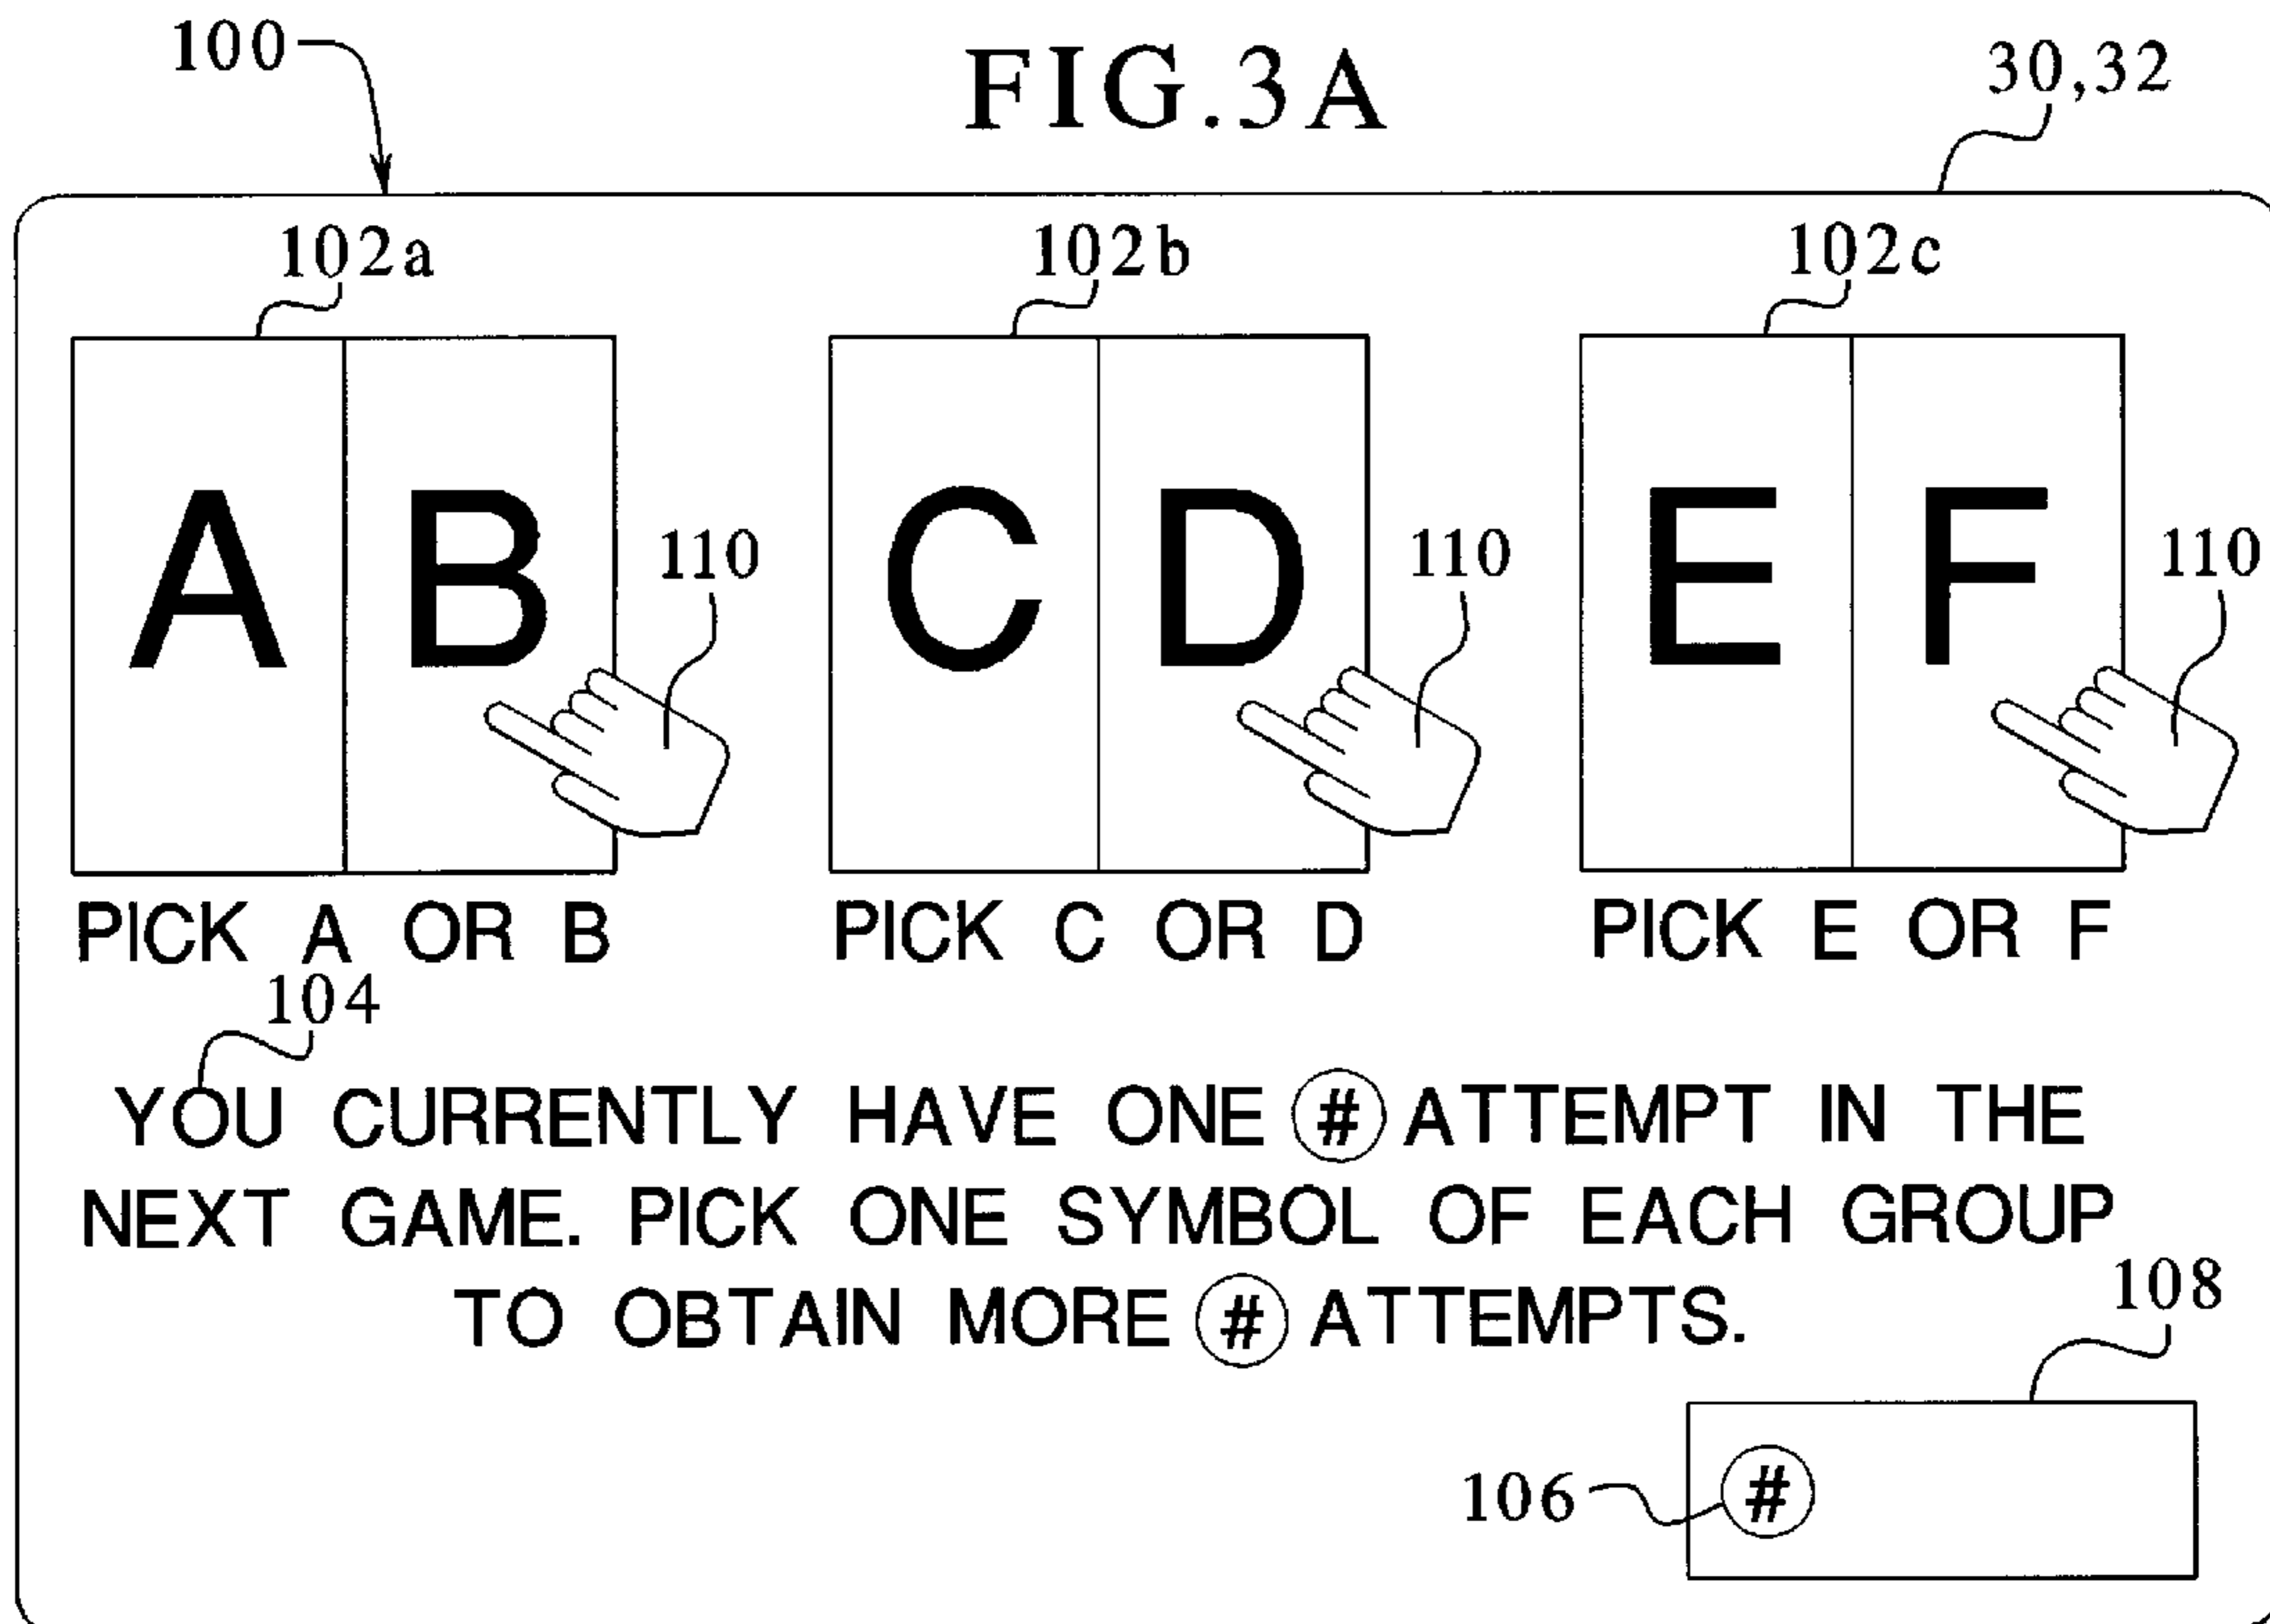 100 FIG.3A 30,32
102a 102b 102c
A B C D E F
110 110 110
PICK A OR B PICK C OR D PICK E OR F
104
YOU CURRENTLY HAVE ONE # ATTEMPT IN THE
NEXT GAME. PICK ONE SYMBOL OF EACH GROUP
TO OBTAIN MORE # ATTEMPTS.
108
106 #